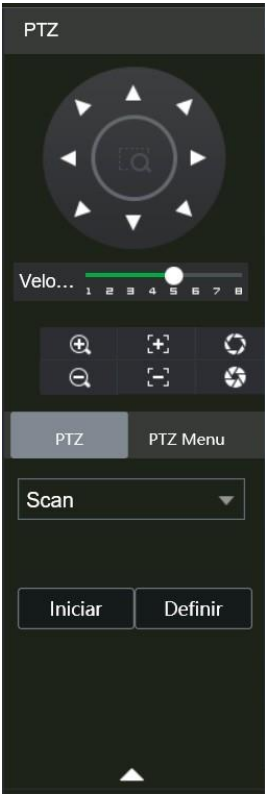 PTZ
Velo...
1 2 3 4 5 6 7 8
PTZ PTZ Menu
Scan
Iniciar Definir